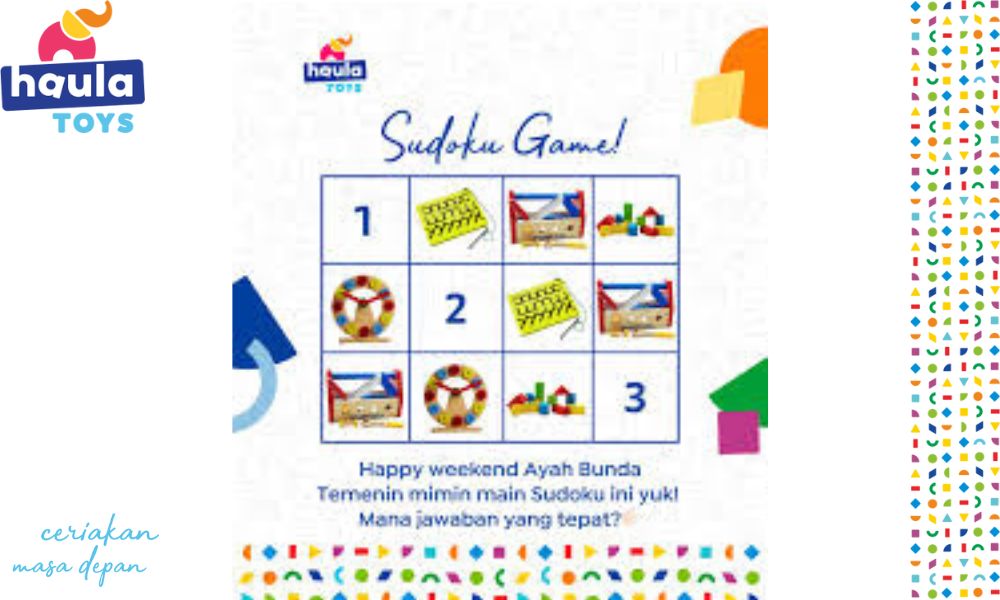 haula
TOYS
haula
TOYS
Sudoku Game!
1
2
3
Happy weekend Ayah Bunda
Temenin mimin main Sudoku ini yuk!
Mana jawaban yang tepat?
ceriakan
masa depan